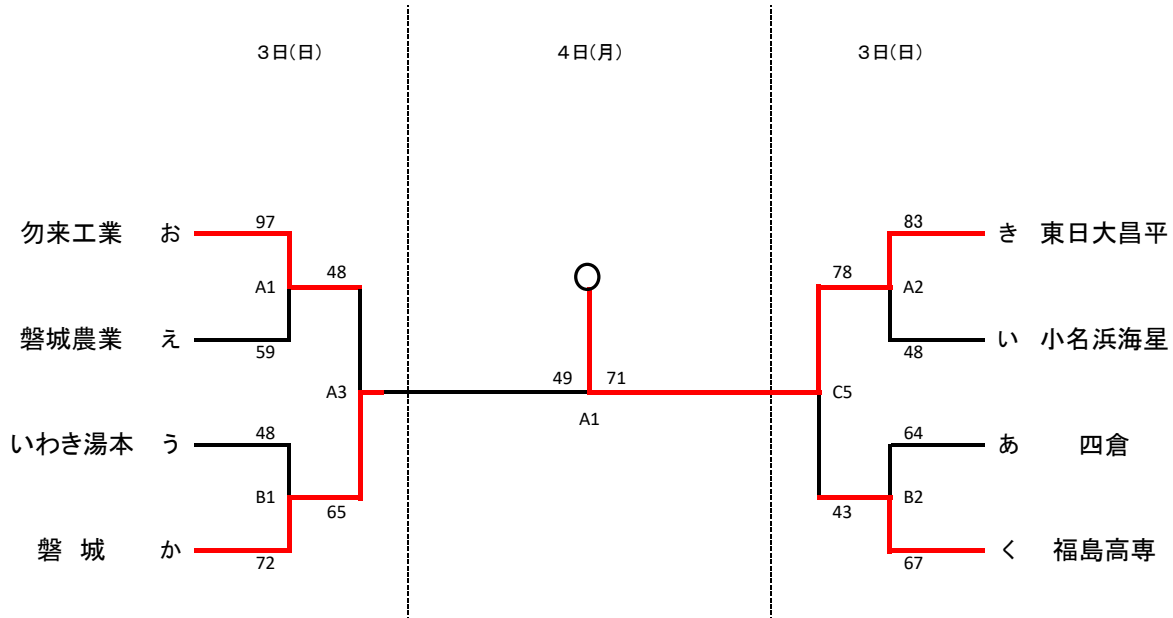 3日(日) 4日(月) 3日(日)
勿来工業 お 97 83 き 東日大昌平
48 78
A1 A2
磐城農業 え 59 48 い 小名浜海星
49 71
A3 C5
A1
いわき湯本 う 48 64 あ 四倉
B1 B2
65 43
磐 城 か 72 67 く 福島高専